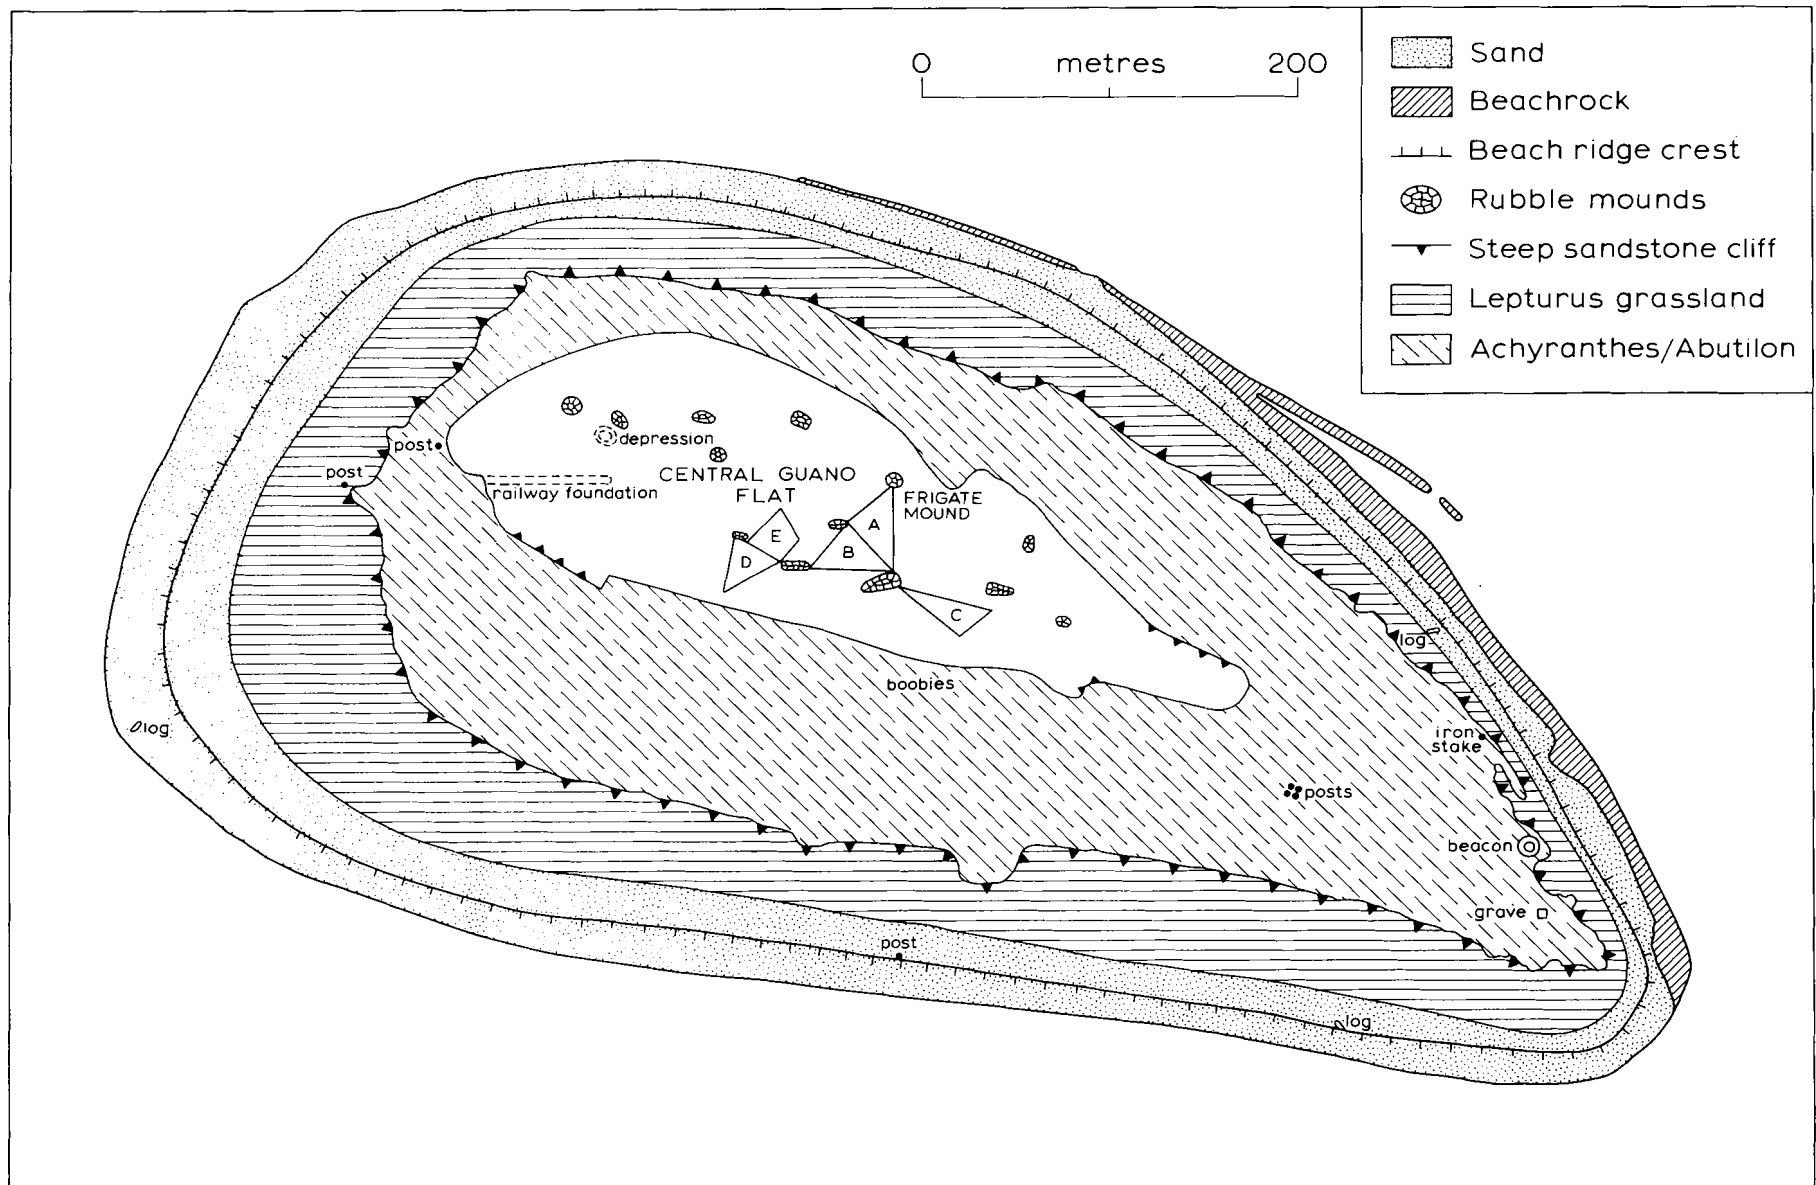 0 metres 200
Sand
Beachrock
Beach ridge crest
Rubble mounds
Steep sandstone cliff
Lepturus grassland
Achyranthes/Abutilon
post
post
depression
railway foundation
CENTRAL GUANO
FLAT
FRIGATE
MOUND
A
B
E
D
C
boobies
log
log
iron
stake
posts
beacon
grave
post
log